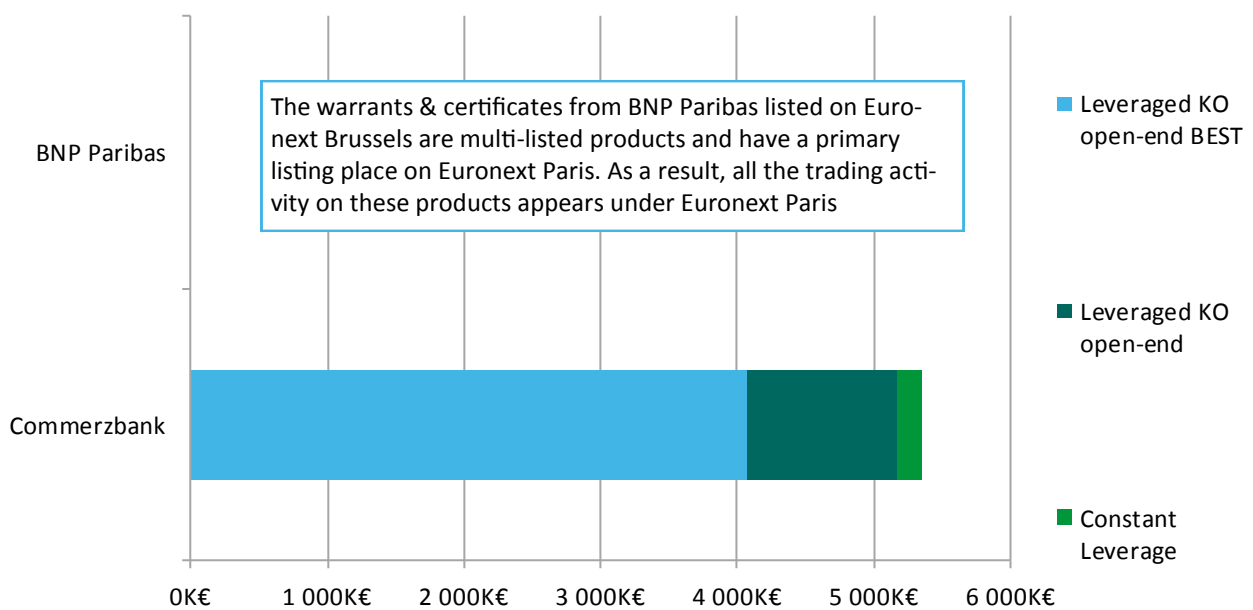 The warrants & certificates from BNP Paribas listed on Euro-
next Brussels are multi-listed products and have a primary
listing place on Euronext Paris. As a result, all the trading acti-
vity on these products appears under Euronext Paris
BNP Paribas
Commerzbank
0K€ 1 000K€ 2 000K€ 3 000K€ 4 000K€ 5 000K€ 6 000K€
Leveraged KO
open-end BEST
Leveraged KO
open-end
Constant
Leverage